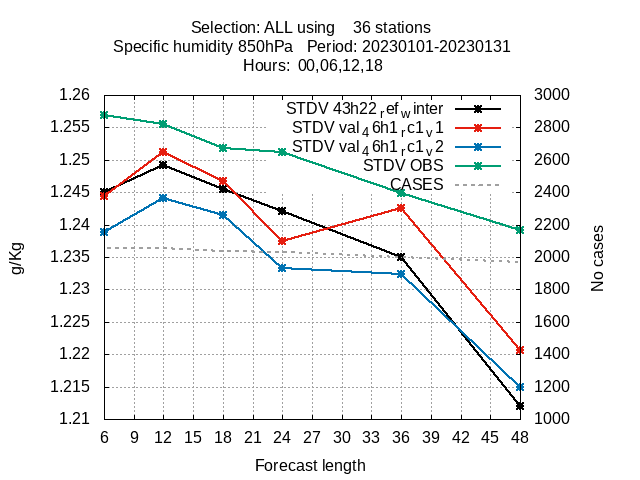 Selection: ALL using    36 stations
Specific humidity 850hPa   Period: 20230101-20230131
Hours: 00,06,12,18
1.26 3000
STDV 43h22ref_winter
1.255 STDV val46h1rc1v1 2800
STDV val46h1rc1v2
1.25 STDV OBS 2600
1.245 CASES 2400
1.24 2200
1.235 2000
1.23 1800
1.225 1600
1.22 1400
1.215 1200
1.21 1000
g/Kg
No cases
6 9 12 15 18 21 24 27 30 33 36 39 42 45 48
Forecast length